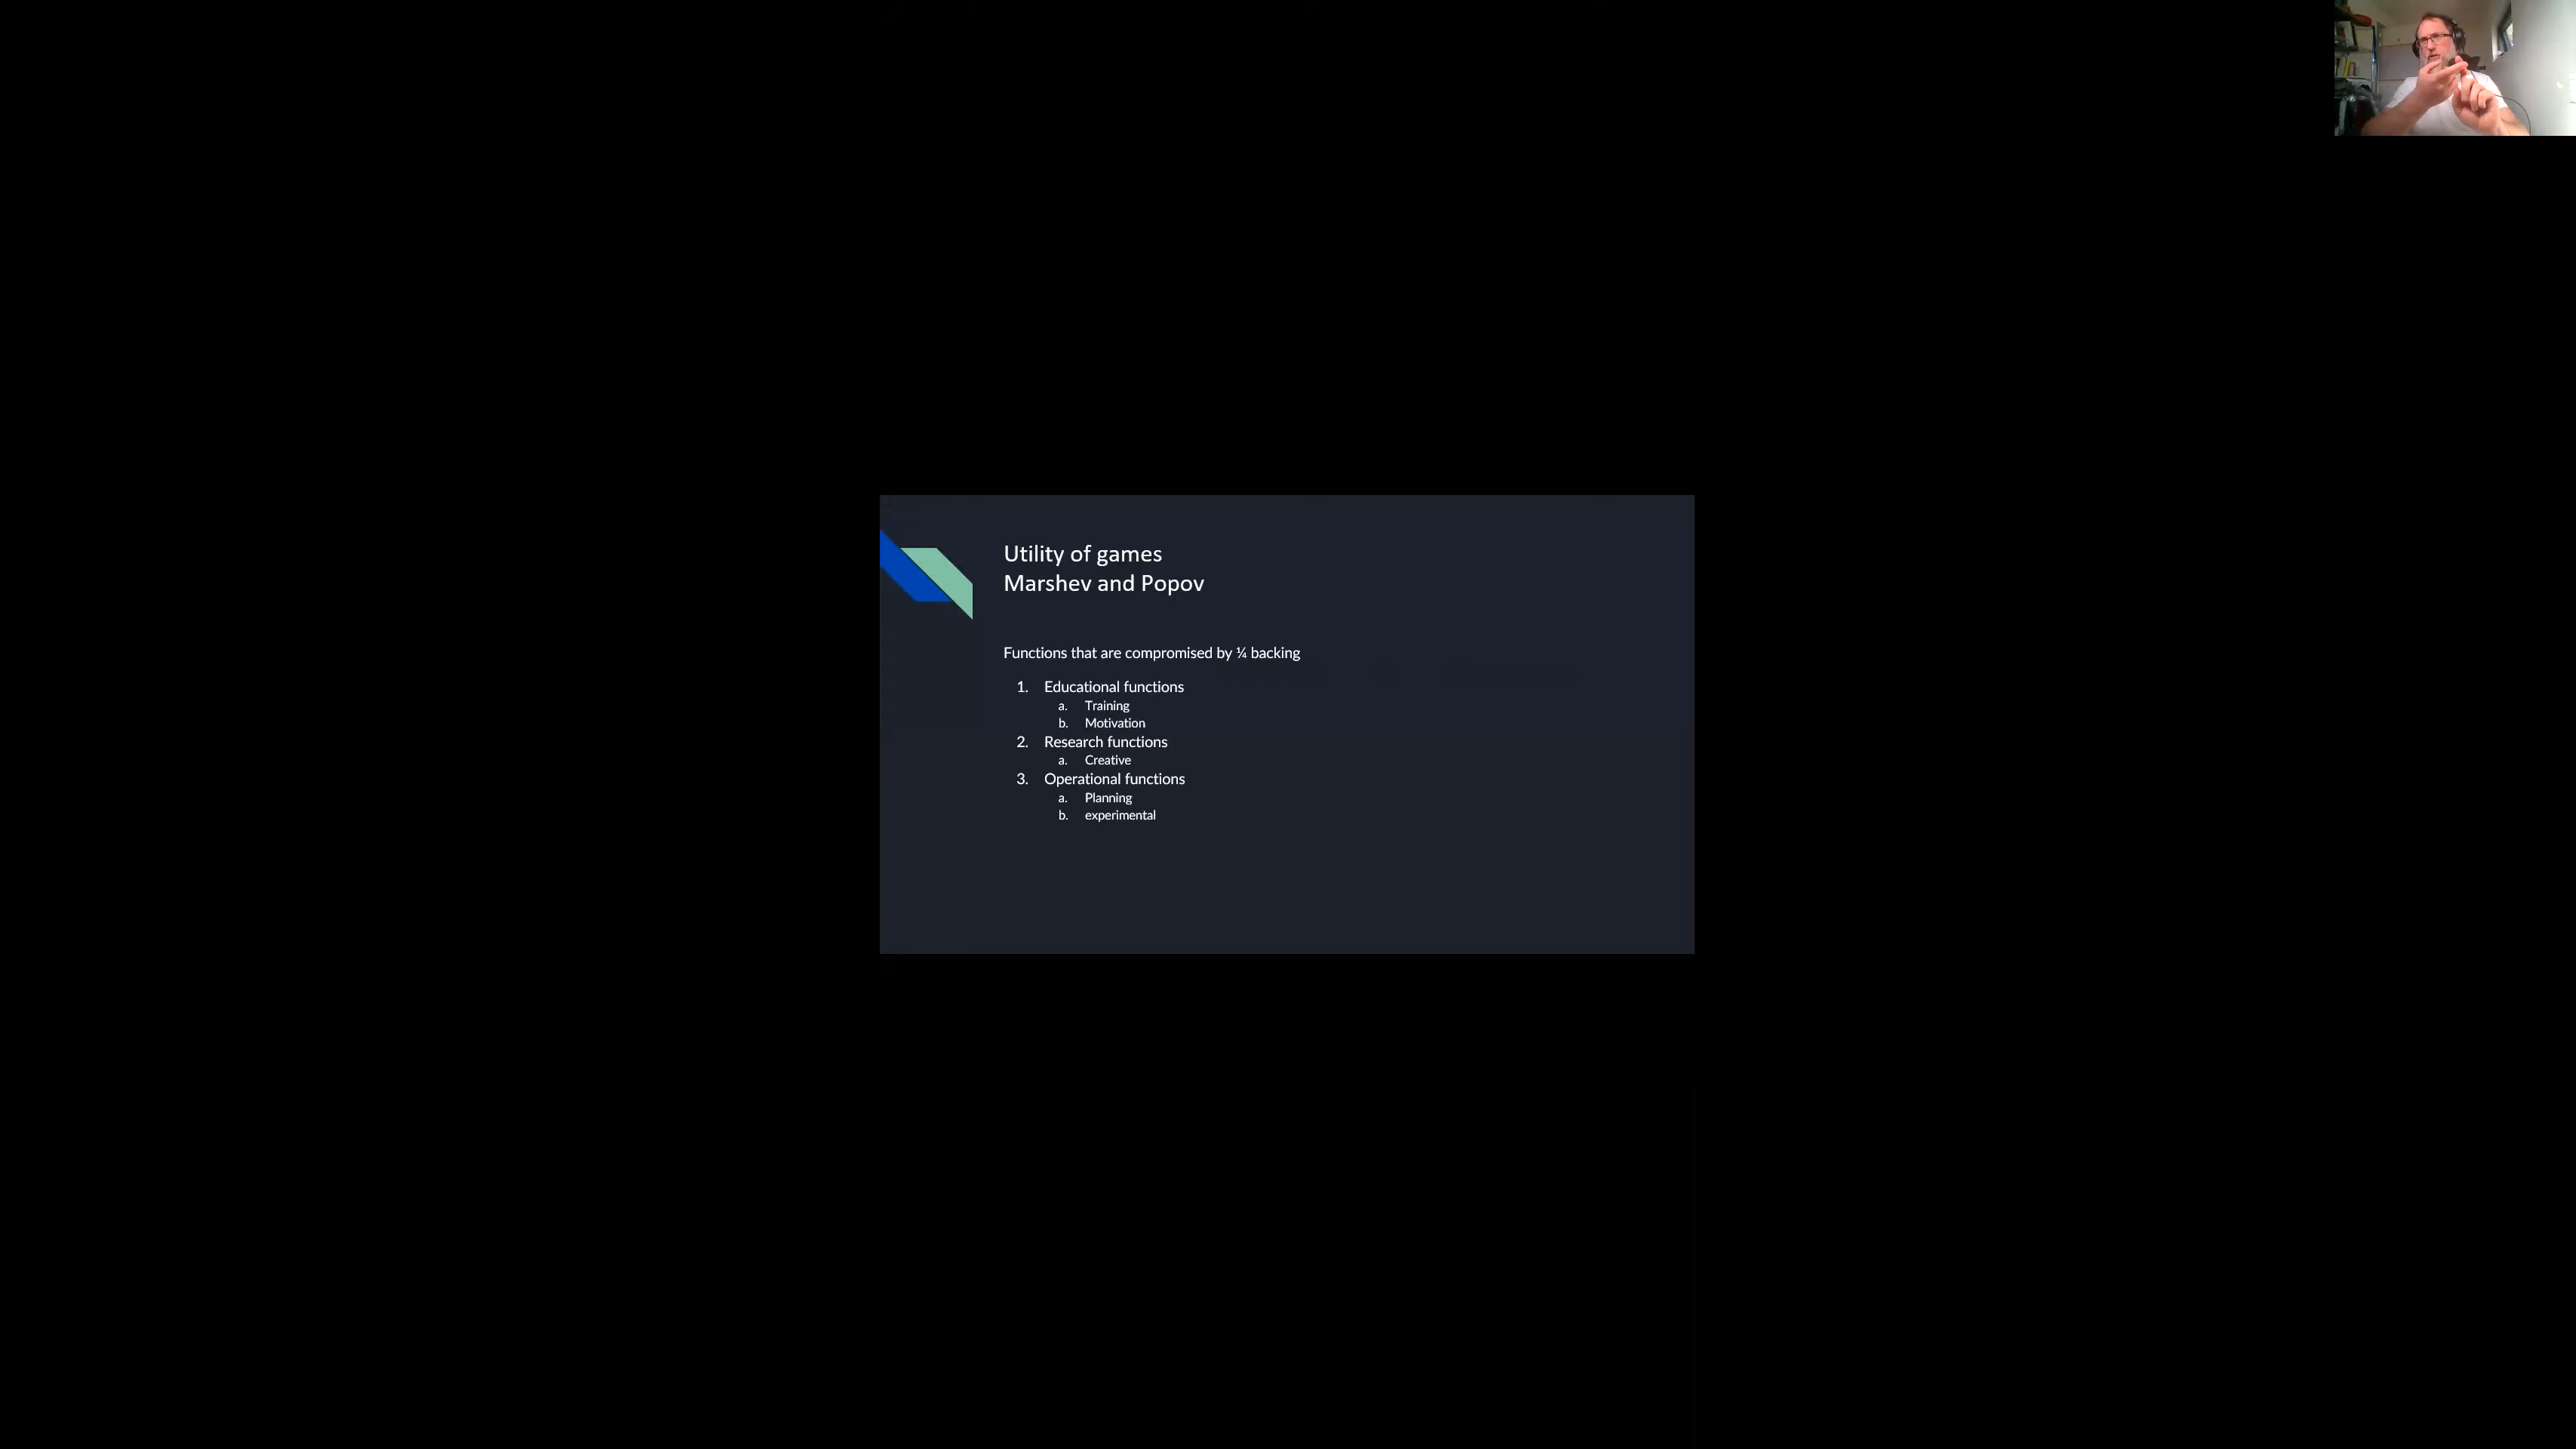 Utility of games
Marshev and Popov
Functions that are compromised by ¼ backing
1. Educational functions
a. Training
b. Motivation
2. Research functions
a. Creative
3. Operational functions
a. Planning
b. experimental